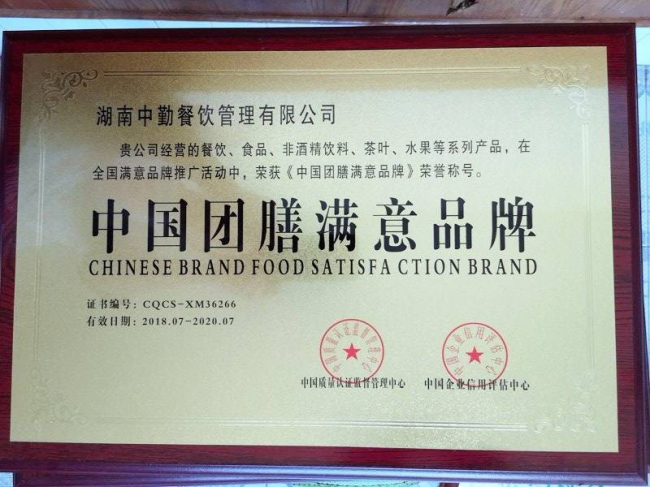 湖南中勤餐饮管理有限公司
贵公司经营的餐饮、食品、非酒精饮料、茶叶、水果等系列产品，在
全国满意品牌推广活动中，荣获《中国团膳满意品牌》荣誉称号。
中国团膳满意品牌
CHINESE BRAND FOOD SATISFA CTION BRAND
证书编号：CQCS-XM36266
有效日期：2018.07-2020.07
中国质量认证监督管理中心
中国企业信用评估中心